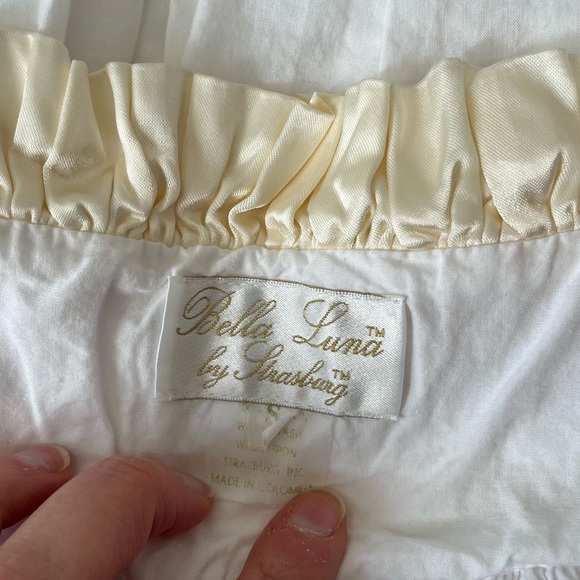 Bella Luna™
by Strasburg™
S
STRASBURG INC.
MADE IN COLOMBIA